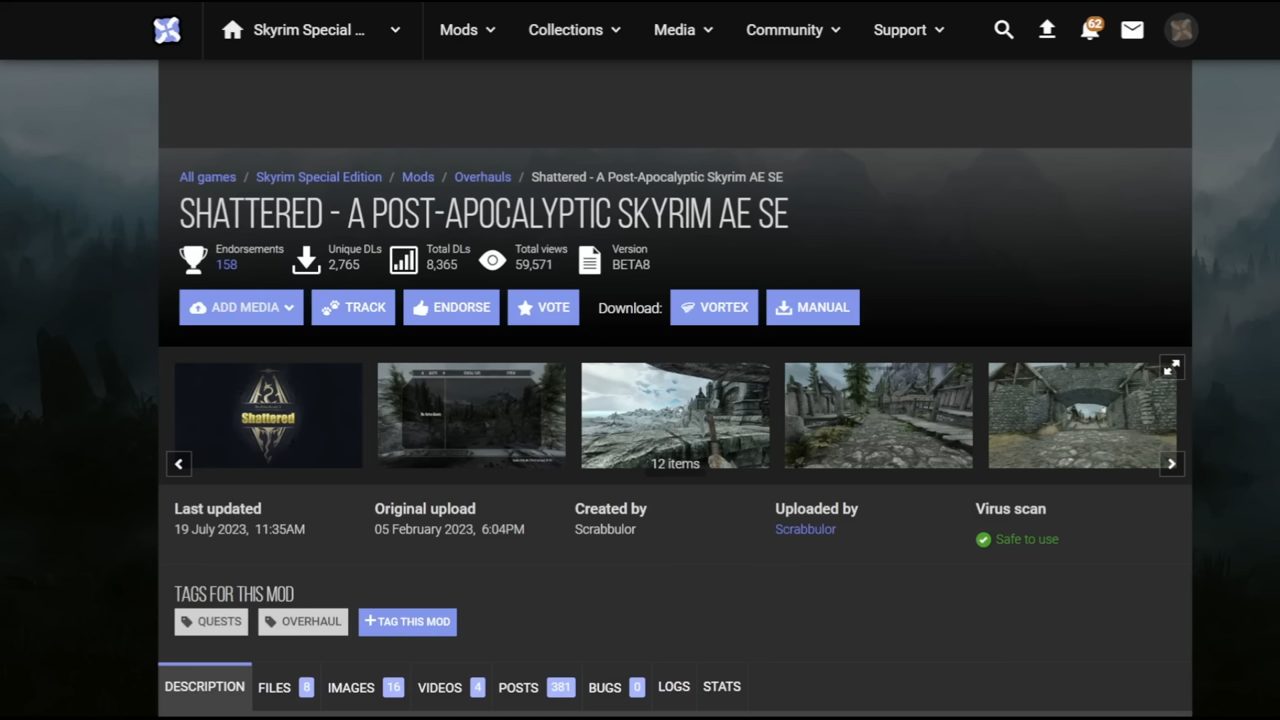 Skyrim Special ... Mods Collections Media Community Support 62
All games / Skyrim Special Edition / Mods / Overhauls / Shattered - A Post-Apocalyptic Skyrim AE SE
SHATTERED - A POST-APOCALYPTIC SKYRIM AE SE
Endorsements Unique DLs Total DLs Total views Version
158 2,765 8,365 59,571 BETA8
ADD MEDIA TRACK ENDORSE VOTE Download: VORTEX MANUAL
Shattered
12 items
Last updated Original upload Created by Uploaded by Virus scan
19 July 2023, 11:35AM 05 February 2023, 6:04PM Scrabbulor Scrabbulor Safe to use
TAGS FOR THIS MOD
QUESTS OVERHAUL +TAG THIS MOD
DESCRIPTION FILES 8 IMAGES 16 VIDEOS 4 POSTS 381 BUGS 0 LOGS STATS